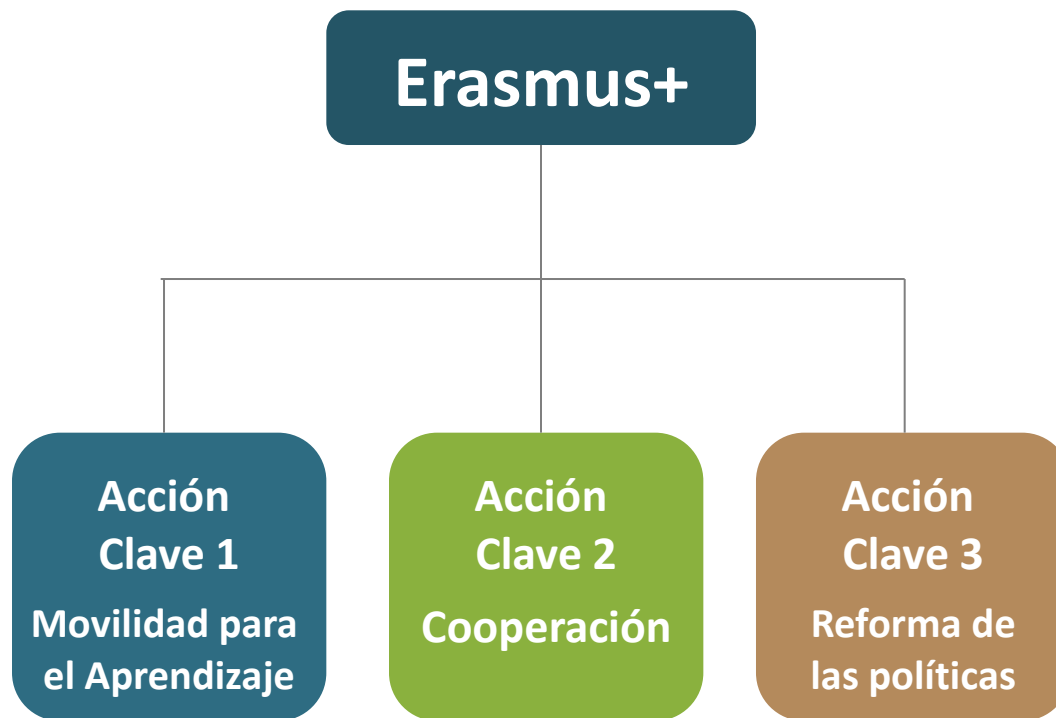 Erasmus+
Acción
Clave 1
Movilidad para
el Aprendizaje
Acción
Clave 2
Cooperación
Acción
Clave 3
Reforma de
las políticas